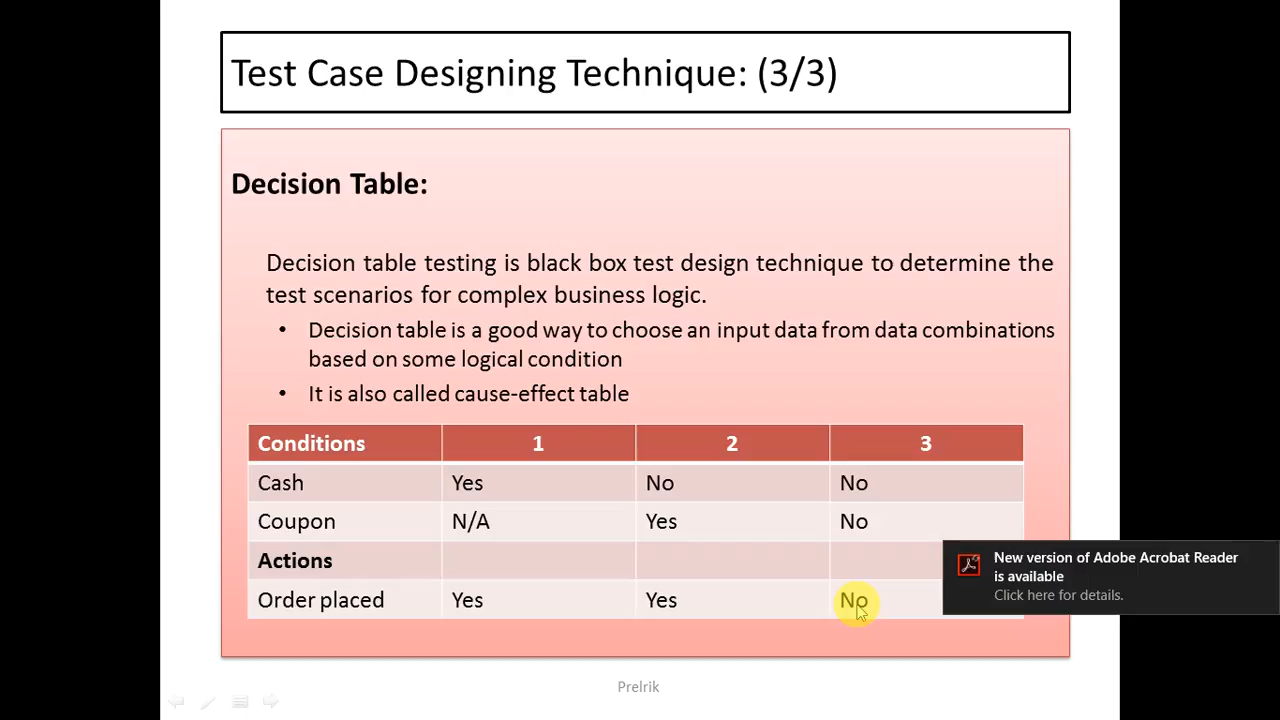 Test Case Designing Technique: (3/3)
Decision Table:
Decision table testing is black box test design technique to determine the
test scenarios for complex business logic.
• Decision table is a good way to choose an input data from data combinations
based on some logical condition
• It is also called cause-effect table
Conditions 1 2 3
Cash Yes No No
Coupon N/A Yes No
Actions
Order placed Yes Yes No
New version of Adobe Acrobat Reader
is available
Click here for details.
Prelrik